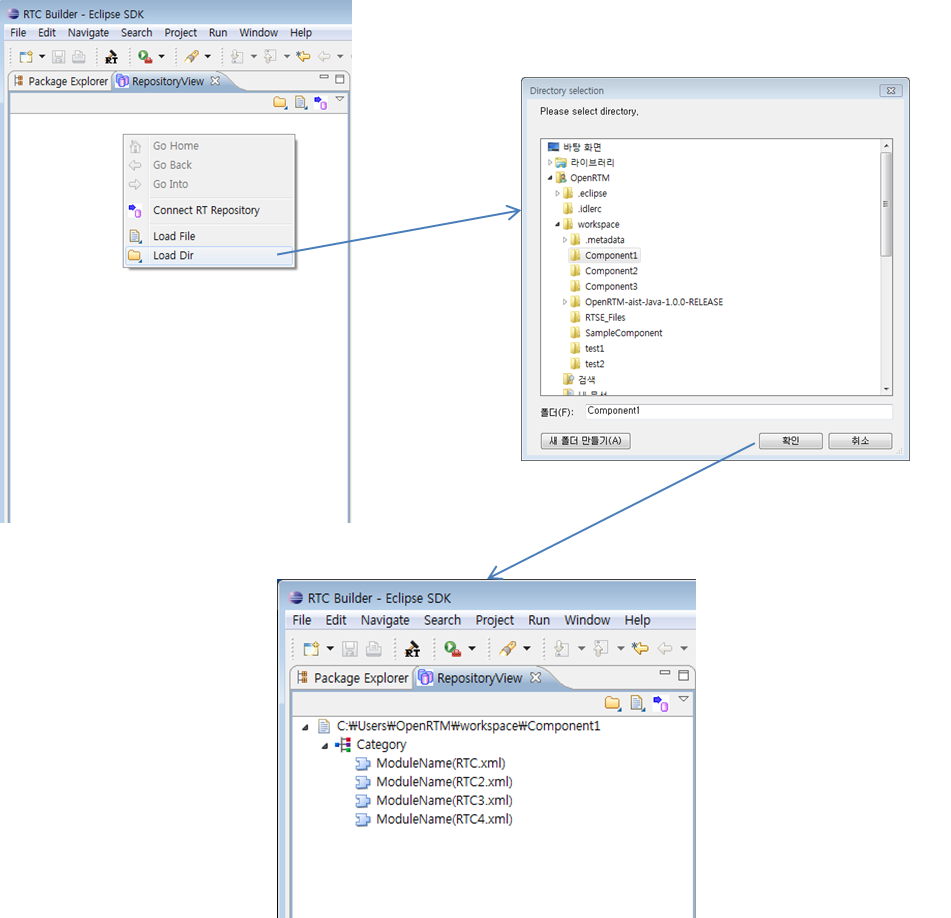 RTC Builder - Eclipse SDK
File Edit Navigate Search Project Run Window Help
RT
Package Explorer RepositoryView
Go Home
Go Back
Go Into
Connect RT Repository
Load File
Load Dir
Directory selection
Please select directory,
바탕 화면
라이브러리
OpenRTM
.eclipse
.idlerc
workspace
.metadata
Component1
Component2
Component3
OpenRTM-aist-Java-1.0.0-RELEASE
RTSE_Files
SampleComponent
test1
test2
검색
폴더(F): Component1
새 폴더 만들기(A) 확인 취소
RTC Builder - Eclipse SDK
File Edit Navigate Search Project Run Window Help
RT
Package Explorer RepositoryView
C:₩Users₩OpenRTM₩workspace₩Component1
Category
ModuleName(RTC.xml)
ModuleName(RTC2.xml)
ModuleName(RTC3.xml)
ModuleName(RTC4.xml)